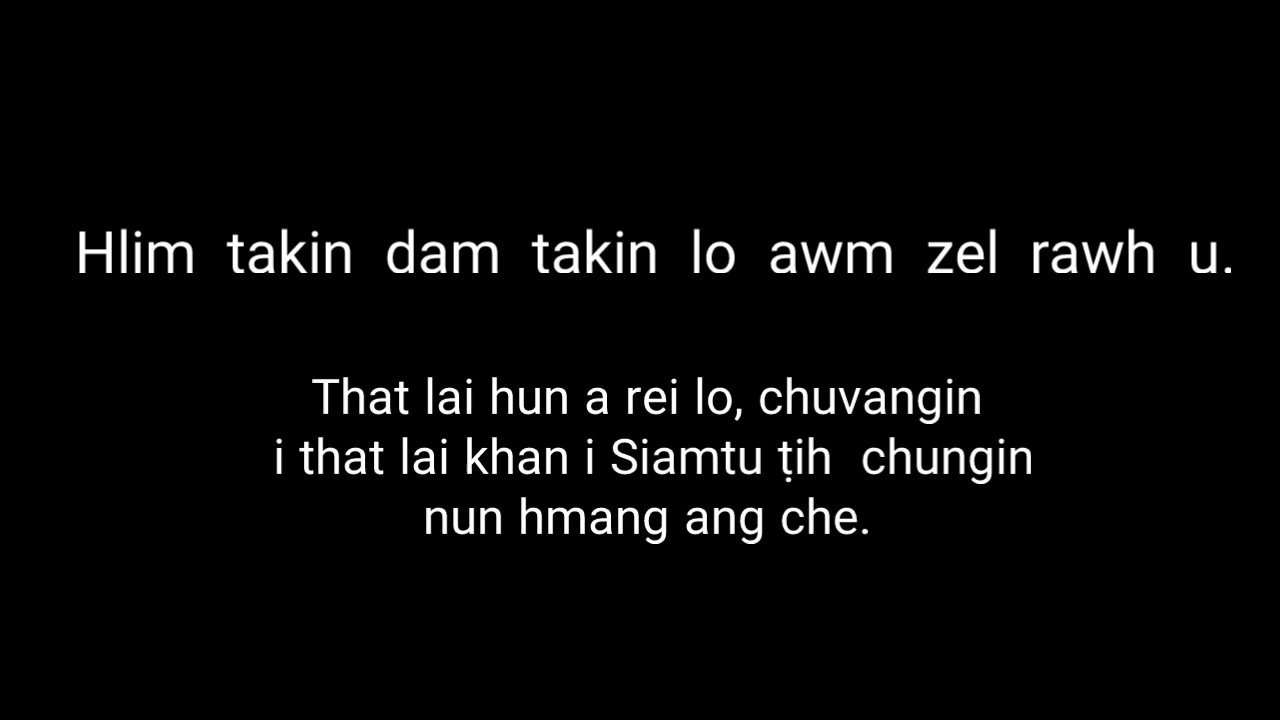 Hlim takin dam takin lo awm zel rawh u.
That lai hun a rei lo, chuvangin
i that lai khan i Siamtu ṭih chungin
nun hmang ang che.